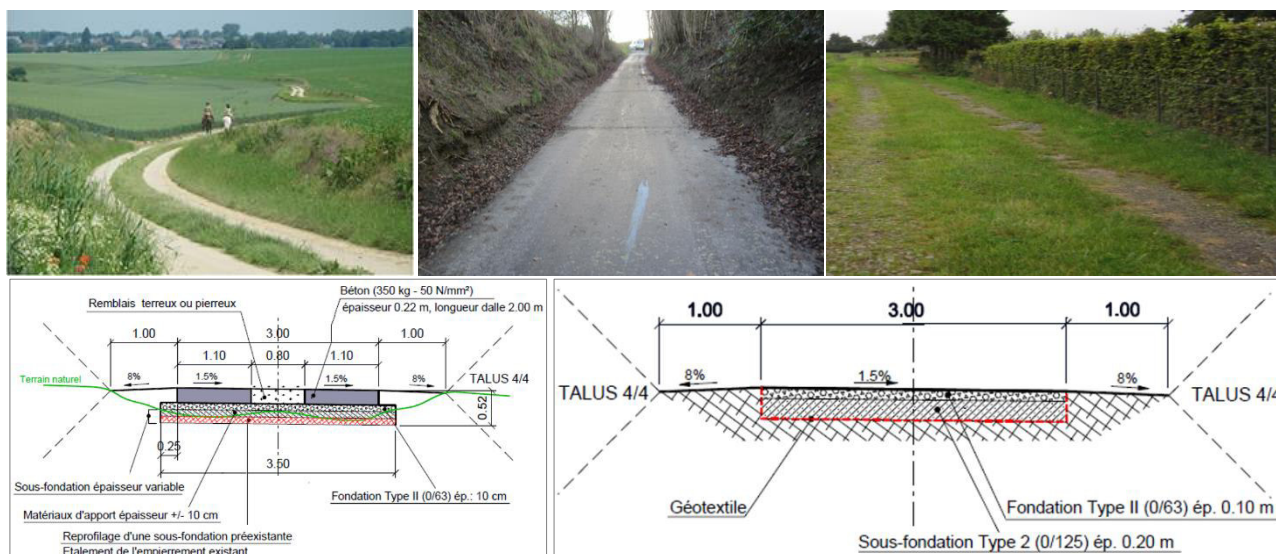 Remblais terreux ou pierreux
Béton (350 kg - 50 N/mm²)
épaisseur 0.22 m, longueur dalle 2.00 m
1.00
3.00
1.00
1.10
0.80
1.10
Terrain naturel
8%
1.5%
1.5%
8%
TALUS 4/4
0.52
0.25
3.50
Sous-fondation épaisseur variable
Fondation Type II (0/63) ép.: 10 cm
Matériaux d'apport épaisseur +/- 10 cm
Reprofilage d'une sous-fondation préexistante
Etalement de l'empierrement existant
1.00
3.00
1.00
8%
1.5%
8%
TALUS 4/4
TALUS 4/4
Géotextile
Fondation Type II (0/63) ép. 0.10 m
Sous-fondation Type 2 (0/125) ép. 0.20 m